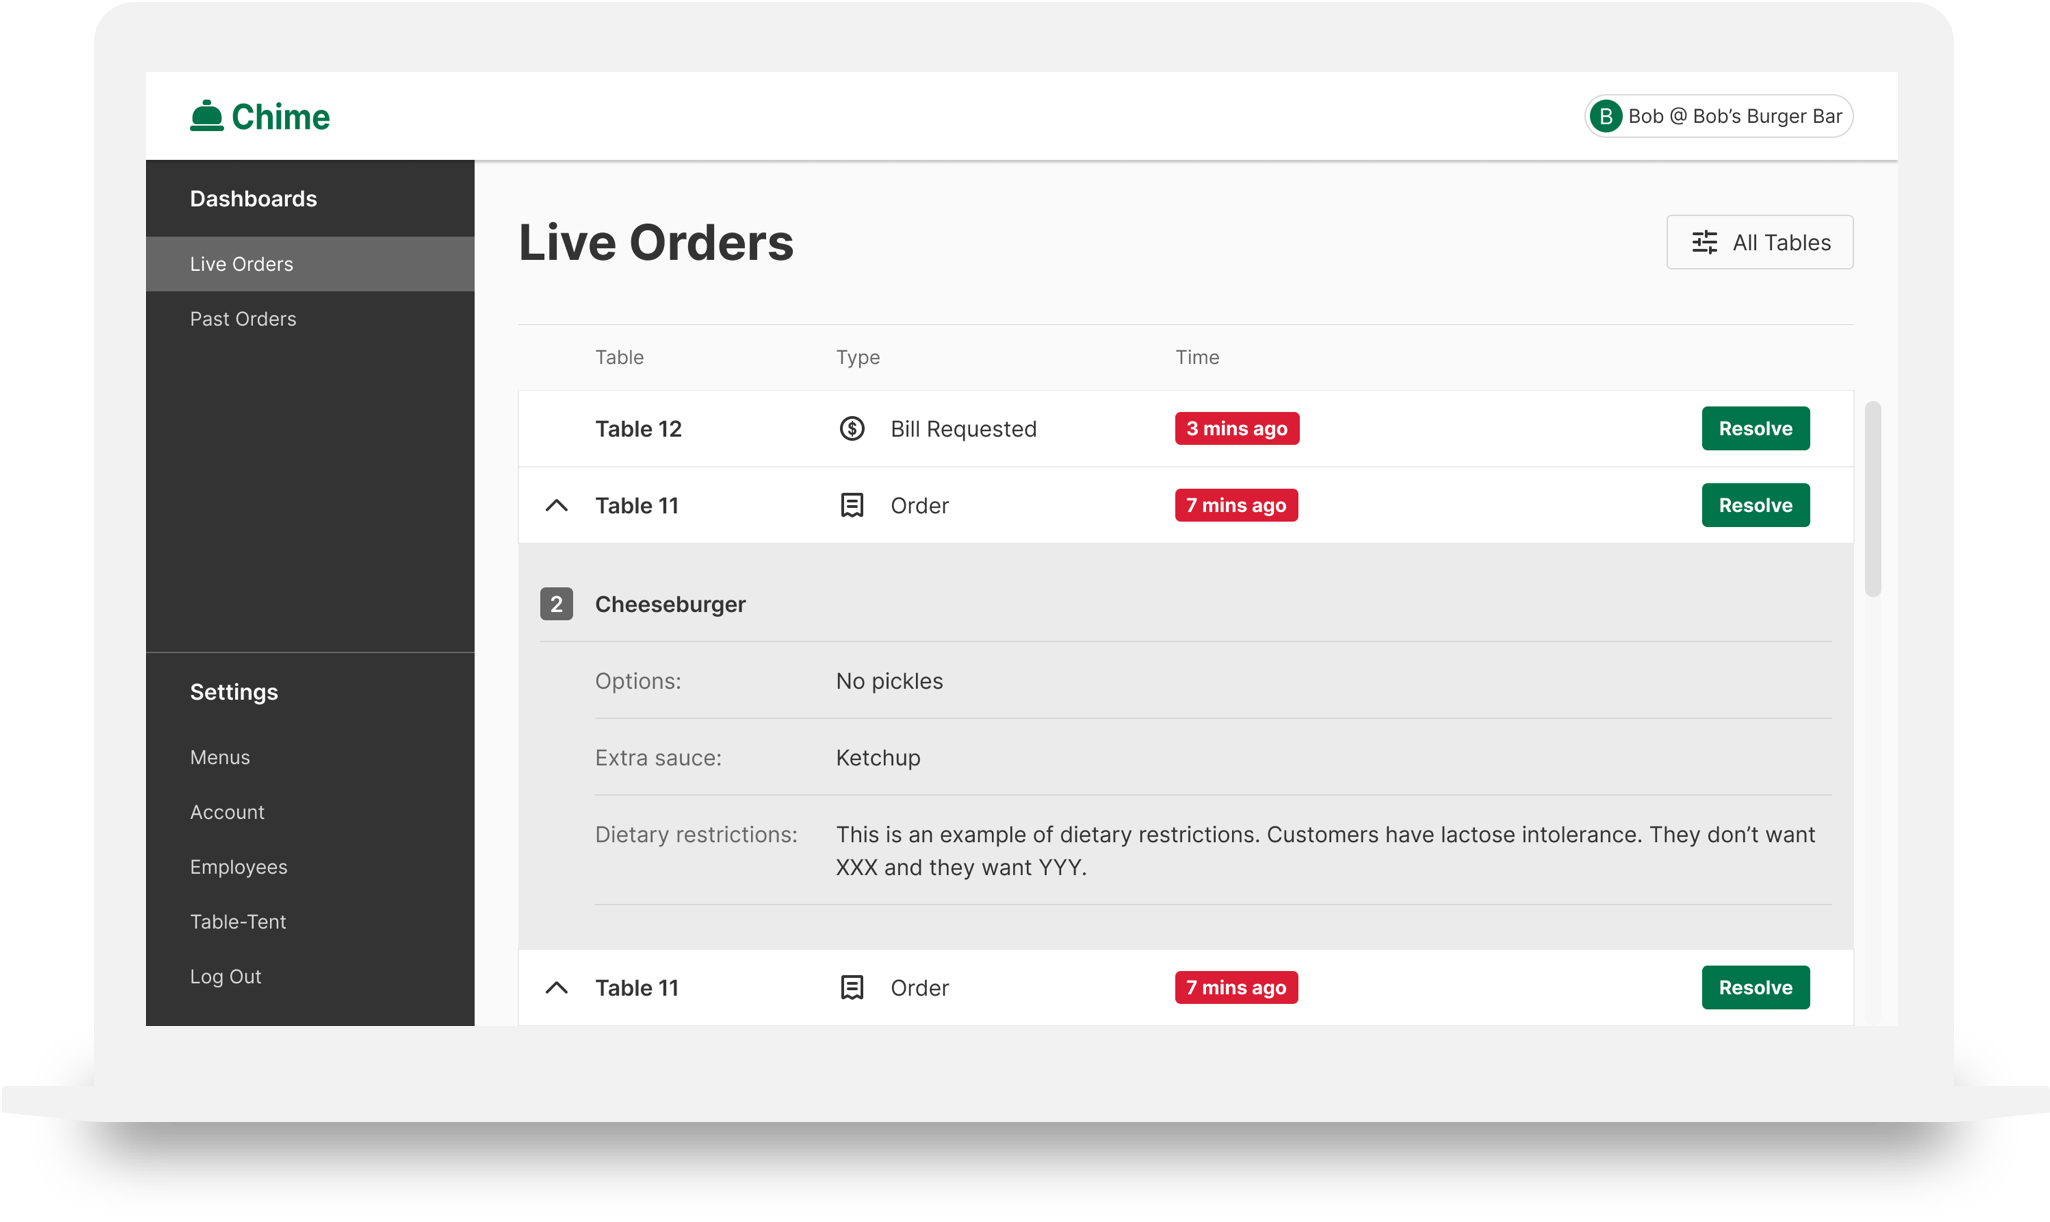 Chime
B Bob @ Bob’s Burger Bar
Dashboards
Live Orders
Past Orders
Settings
Menus
Account
Employees
Table-Tent
Log Out
Live Orders
All Tables
Table Type Time
Table 12 $ Bill Requested 3 mins ago Resolve
Table 11 Order 7 mins ago Resolve
2 Cheeseburger
Options: No pickles
Extra sauce: Ketchup
Dietary restrictions: This is an example of dietary restrictions. Customers have lactose intolerance. They don’t want
XXX and they want YYY.
Table 11 Order 7 mins ago Resolve